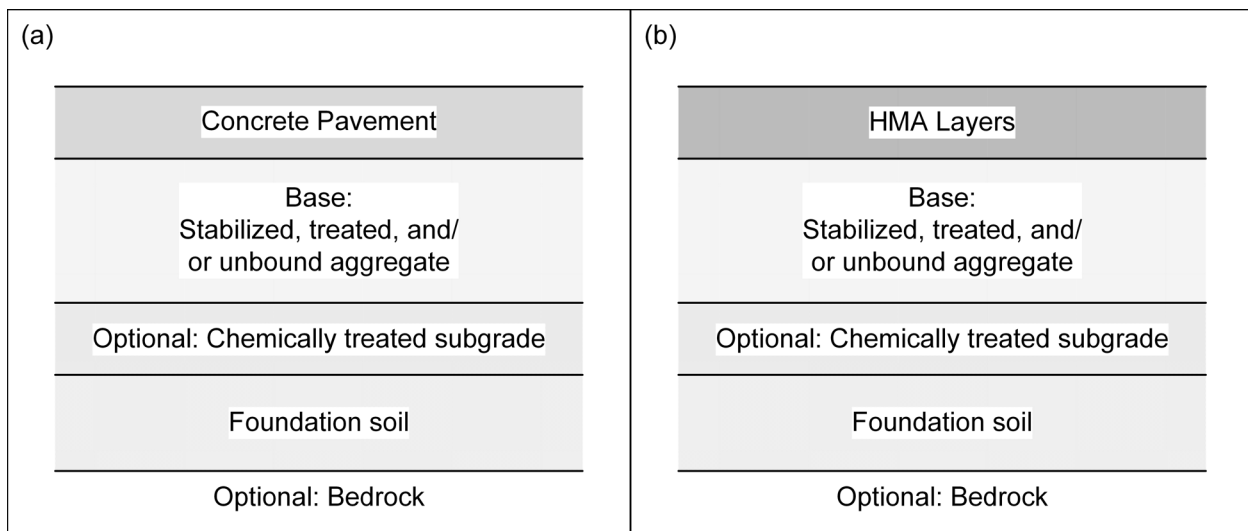 (a)
Concrete Pavement
Base:
Stabilized, treated, and/
or unbound aggregate
Optional: Chemically treated subgrade
Foundation soil
Optional: Bedrock
(b)
HMA Layers
Base:
Stabilized, treated, and/
or unbound aggregate
Optional: Chemically treated subgrade
Foundation soil
Optional: Bedrock